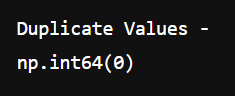 Duplicate Values -
np.int64(0)